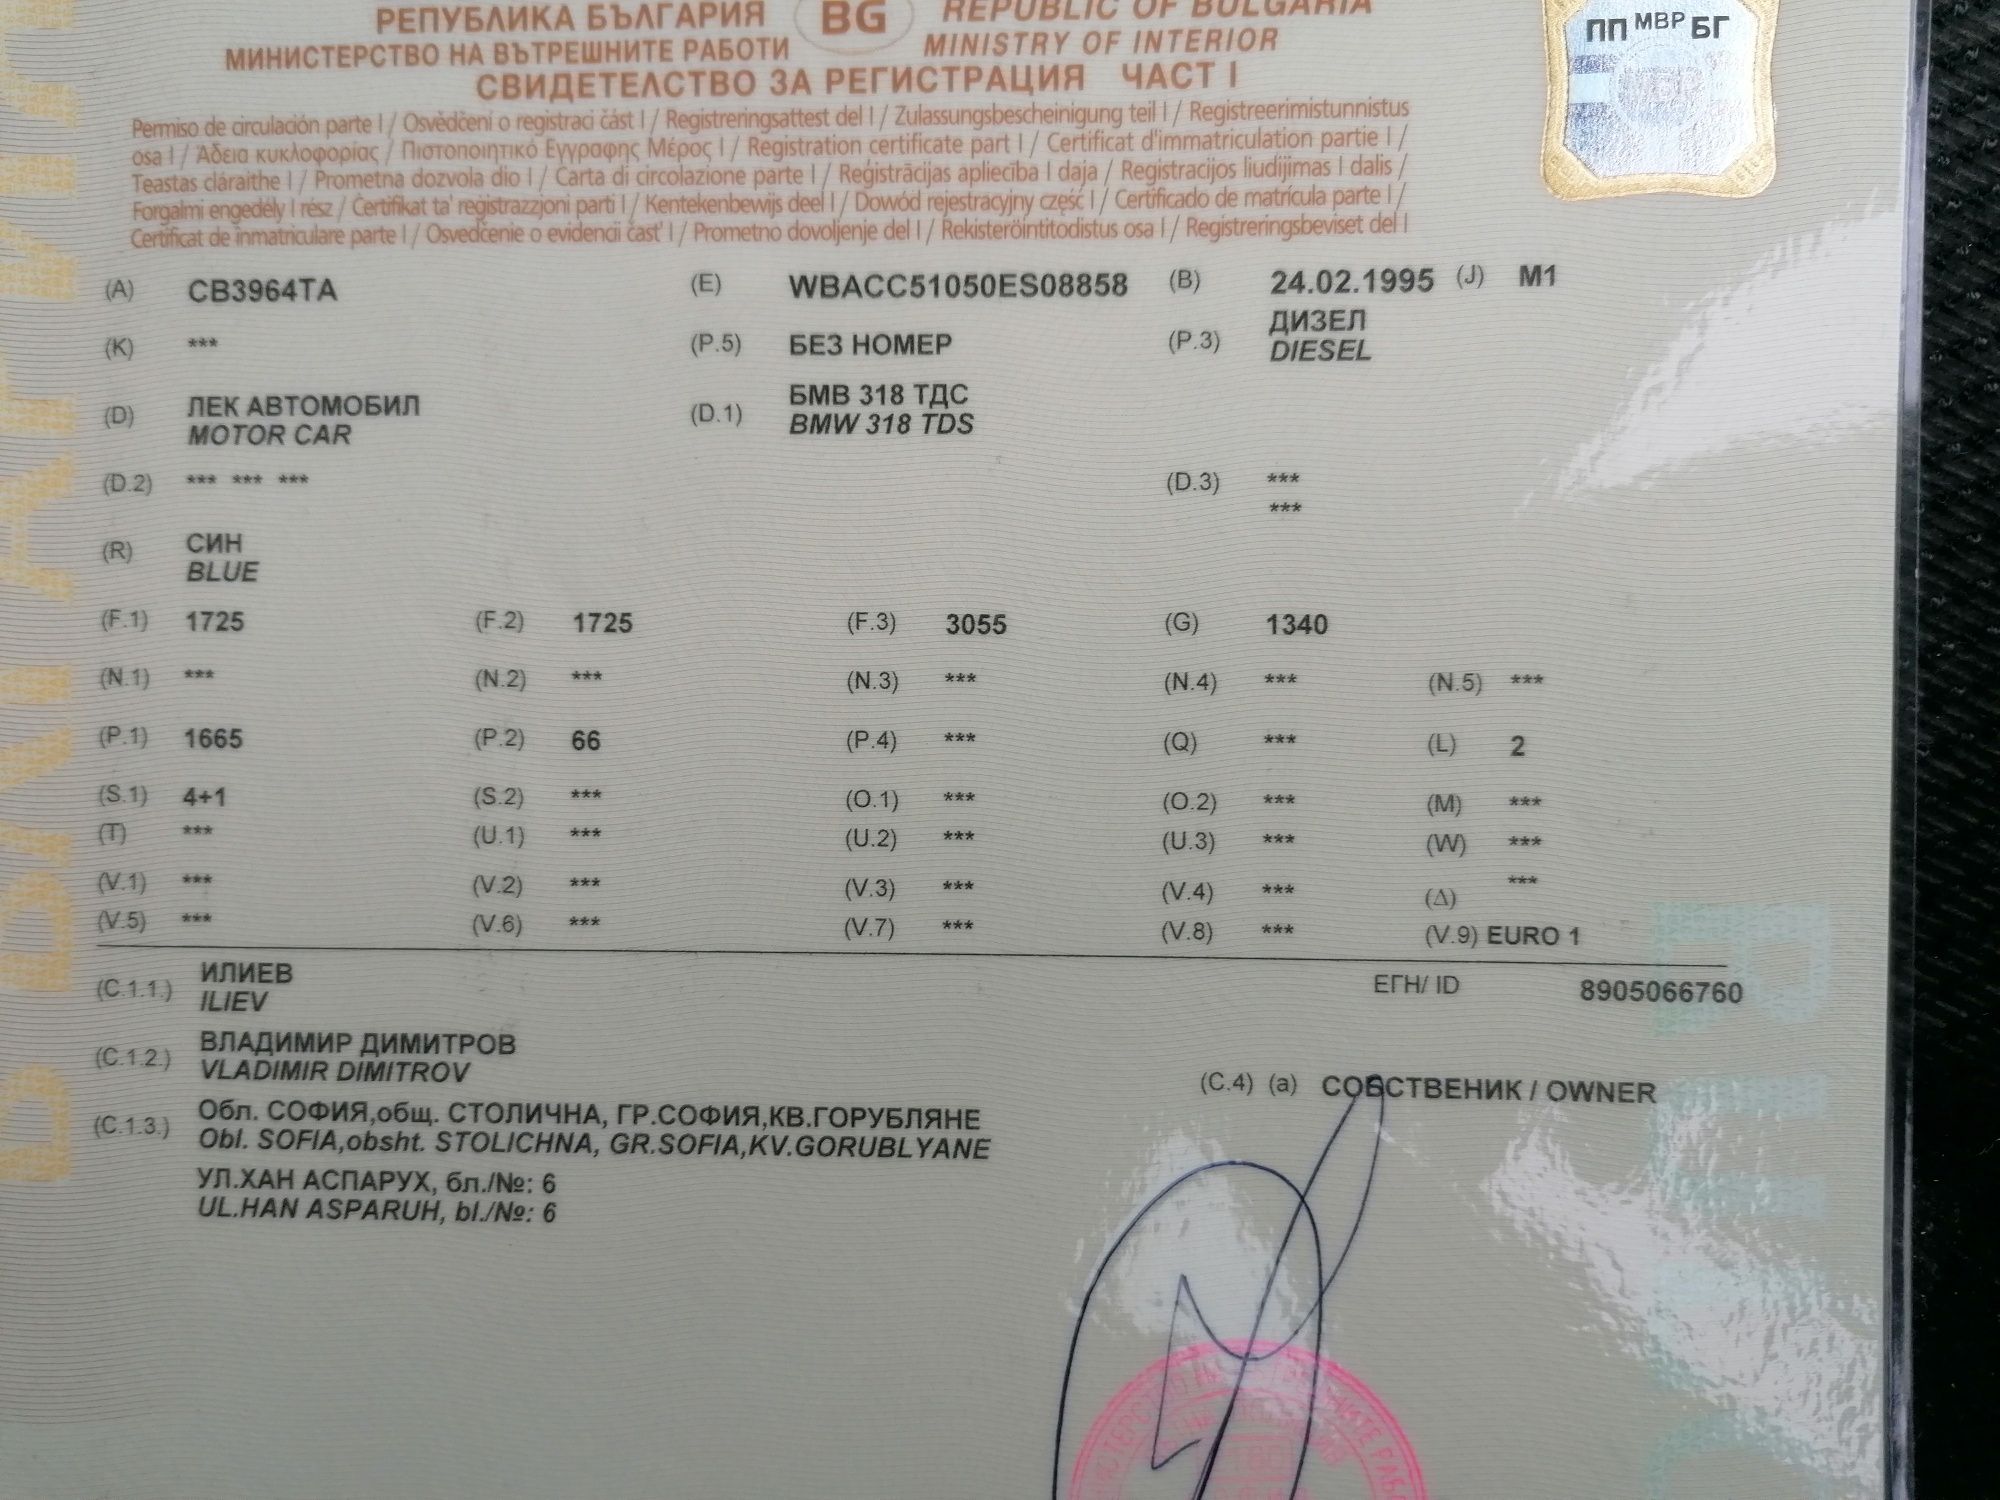 РЕПУБЛИКА БЪЛГАРИЯ BG REPUBLIC OF BULGARIA
МИНИСТЕРСТВО НА ВЪТРЕШНИТЕ РАБОТИ MINISTRY OF INTERIOR
СВИДЕТЕЛСТВО ЗА РЕГИСТРАЦИЯ ЧАСТ I
ПП МВР БГ
Permiso de circulación parte I / Osvědčení o registraci část I / Registreringsattest del I / Zulassungsbescheinigung teil I / Registreerimistunnistus
osa I / Άδεια κυκλοφορίας / Πιστοποιητικό Εγγραφης Μέρος I / Registration certificate part I / Certificat d'immatriculation partie I /
Teastas cláraithe I / Prometna dozvola dio I / Carta di circolazione parte I / Reģistrācijas apliecība I daļa / Registracijos liudijimas I dalis /
Forgalmi engedély I rész / Ċertifikat ta' reġistrazzjoni parti I / Kentekenbewijs deel I / Dowód rejestracyjny część I / Certificado de matrícula parte I /
Certificat de înmatriculare parte I / Osvedčenie o evidencii časť I / Prometno dovoljenje del I / Rekisteröintitodistus osa I / Registreringsbeviset del I
(A) СВ3964ТА (E) WBACC51050ES08858 (B) 24.02.1995 (J) M1
(K) *** (P.5) БЕЗ НОМЕР (P.3) ДИЗЕЛ
DIESEL
(D) ЛЕК АВТОМОБИЛ (D.1) БМВ 318 ТДС
MOTOR CAR BMW 318 TDS
(D.2) *** *** *** (D.3) ***
***
(R) СИН
BLUE
(F.1) 1725 (F.2) 1725 (F.3) 3055 (G) 1340
(N.1) *** (N.2) *** (N.3) *** (N.4) *** (N.5) ***
(P.1) 1665 (P.2) 66 (P.4) *** (Q) *** (L) 2
(S.1) 4+1 (S.2) *** (O.1) *** (O.2) *** (M) ***
(T) *** (U.1) *** (U.2) *** (U.3) *** (W) ***
(V.1) *** (V.2) *** (V.3) *** (V.4) *** (Δ) ***
(V.5) *** (V.6) *** (V.7) *** (V.8) *** (V.9) EURO 1
(C.1.1.) ИЛИЕВ ЕГН/ ID 8905066760
ILIEV
(C.1.2.) ВЛАДИМИР ДИМИТРОВ
VLADIMIR DIMITROV
(C.4) (a) СОБСТВЕНИК / OWNER
(C.1.3.) Обл. СОФИЯ,общ. СТОЛИЧНА, ГР.СОФИЯ,КВ.ГОРУБЛЯНЕ
Obl. SOFIA,obsht. STOLICHNA, GR.SOFIA,KV.GORUBLYANE
УЛ.ХАН АСПАРУХ, бл./№: 6
UL.HAN ASPARUH, bl./№: 6